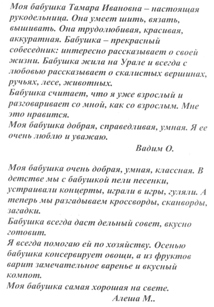 Моя бабушка Тамара Ивановна – настоящая
рукодельница. Она умеет шить, вязать,
вышивать. Она трудолюбивая, красивая,
аккуратная. Бабушка – прекрасный
собеседник: интересно рассказывает о своей
жизни. Бабушка жила на Урале и всегда с
любовью рассказывает о скалистых вершинах,
ручьях, лесе, животных.
Бабушка считает, что я уже взрослый и
разговаривает со мной, как со взрослым. Мне
это нравится.
Моя бабушка добрая, справедливая, умная. Я ее
очень люблю и уважаю.
Вадим О.
Моя бабушка очень добрая, умная, классная. В
детстве мы с бабушкой пели песенки,
устраивали концерты, играли в игры, гуляли. А
теперь мы разгадываем кроссворды, сканворды,
загадки.
Бабушка всегда даст дельный совет, вкусно
готовит.
Я всегда помогаю ей по хозяйству. Осенью
бабушка консервирует овощи, а из фруктов
варит замечательное варенье и вкусный
компот.
Моя бабушка самая хорошая на свете.
Алеша М..